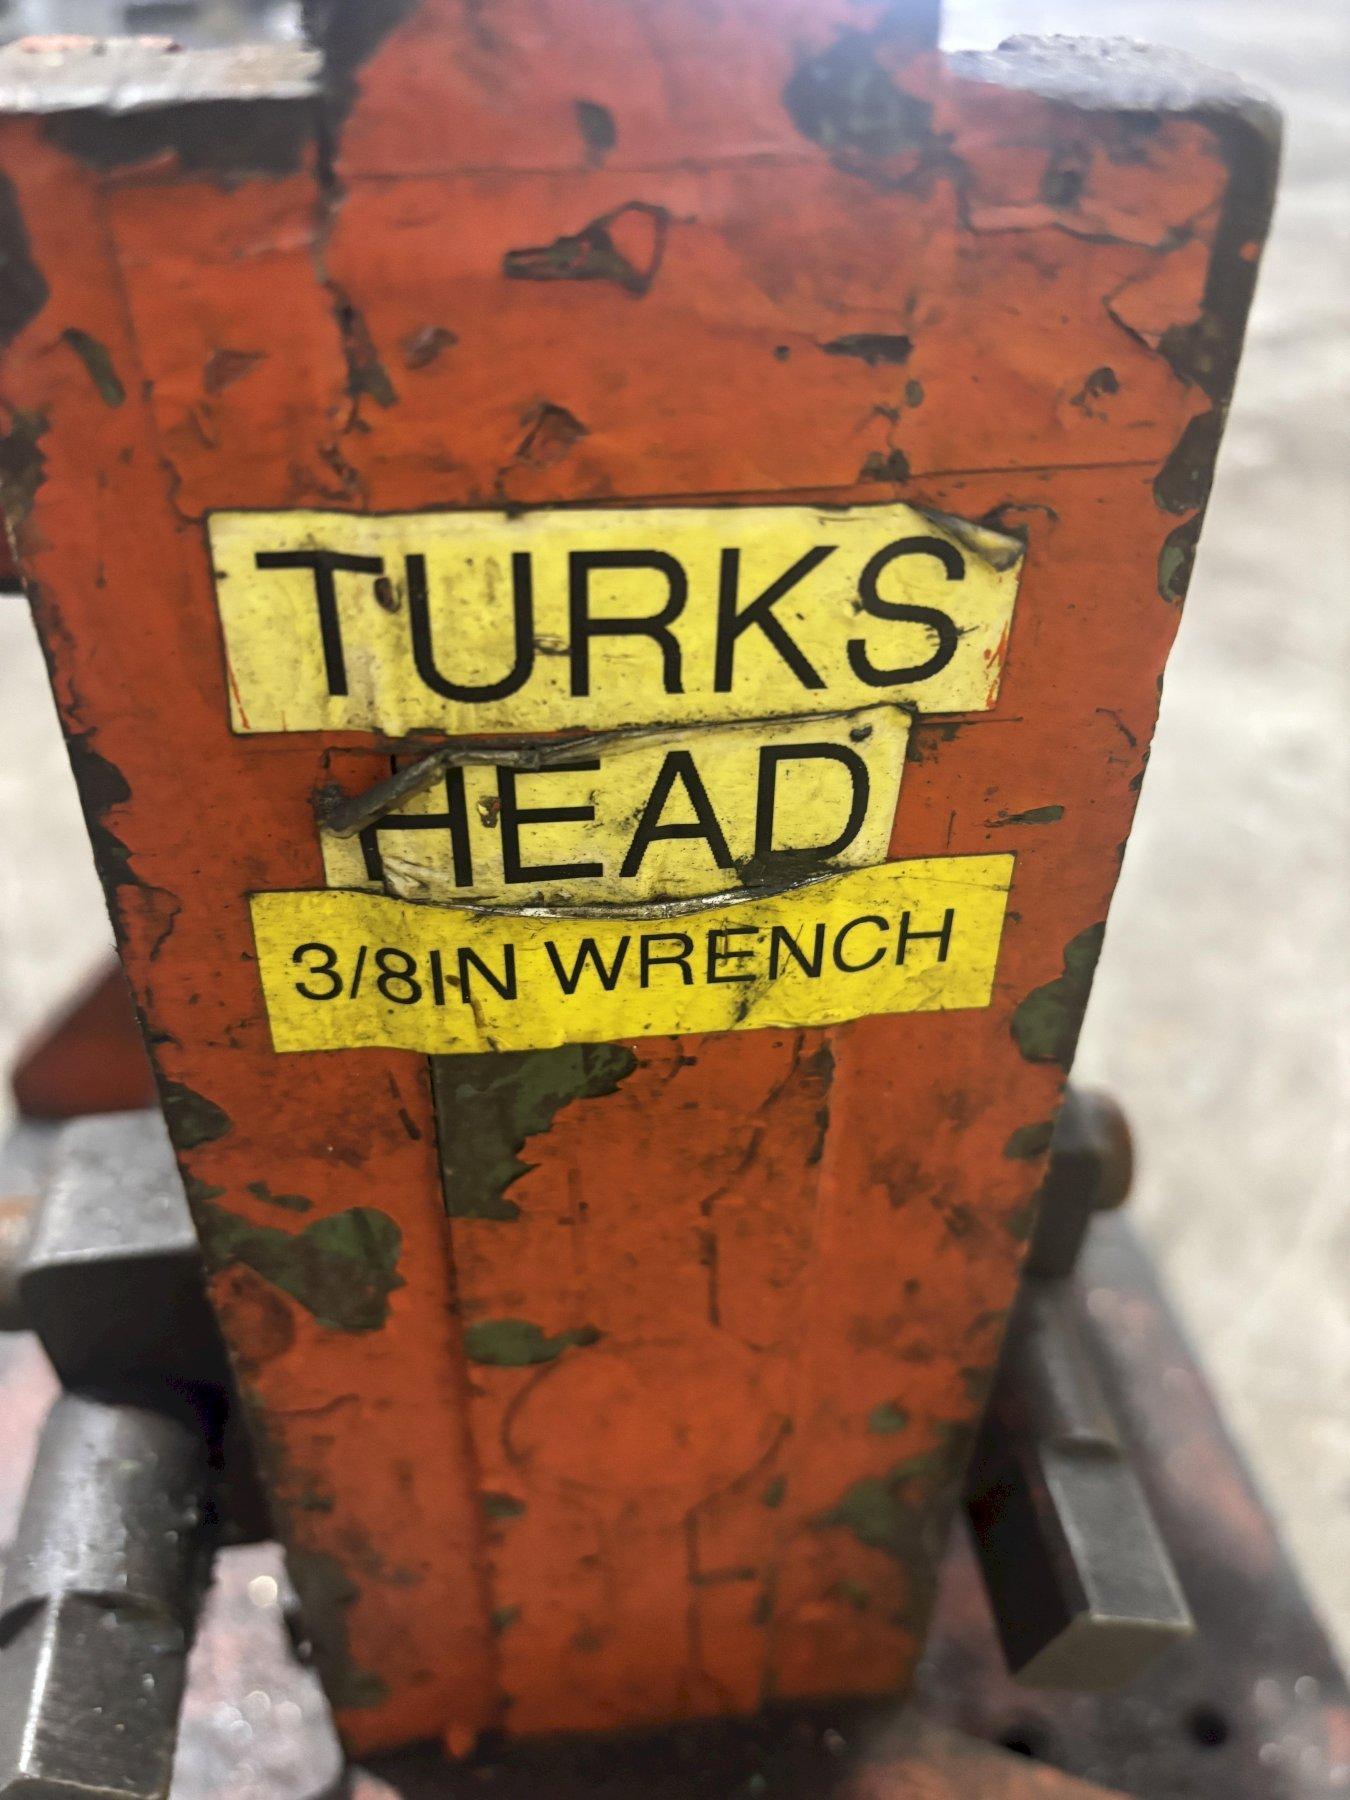 TURKS
HEAD
3/8IN WRENCH